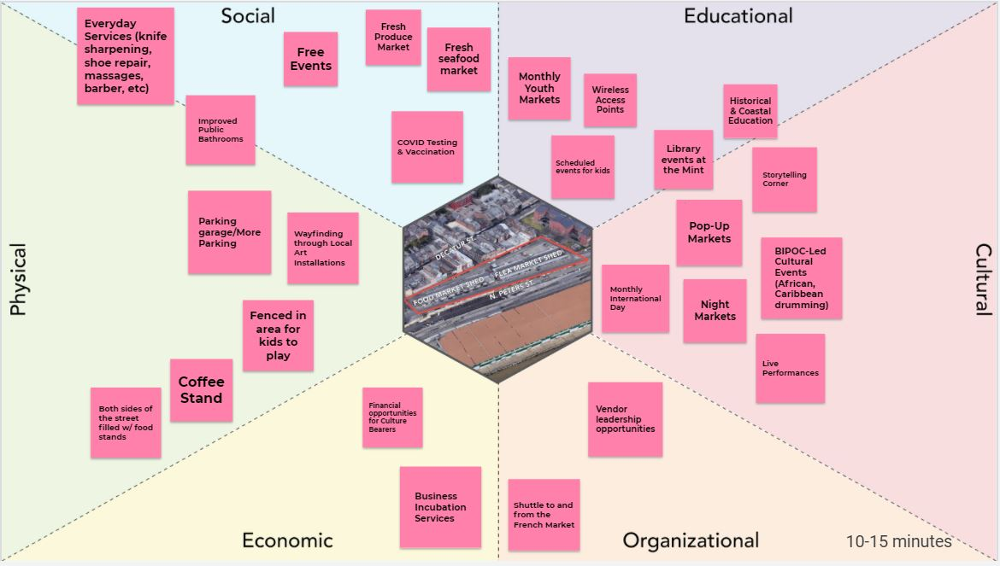 Social
Educational
Everyday
Services (knife
sharpening,
shoe repair,
massages,
barber, etc)
Free
Events
Fresh
Produce
Market
Fresh
seafood
market
Improved
Public
Bathrooms
COVID Testing
& Vaccination
Monthly
Youth
Markets
Wireless
Access
Points
Historical
& Coastal
Education
Scheduled
events for kids
Library
events at
the Mint
Storytelling
Corner
Physical
Parking
garage/More
Parking
Wayfinding
through Local
Art
Installations
Fenced in
area for
kids to
play
Coffee
Stand
Both sides of
the street
filled w/ food
stands
DECATUR ST.
FOOD MARKET SHED
FLEA MARKET SHED
N. PETERS ST.
Pop-Up
Markets
BIPOC-Led
Cultural
Events
(African,
Caribbean
drumming)
Monthly
International
Day
Night
Markets
Live
Performances
Cultural
Financial
opportunities
for Culture
Bearers
Business
Incubation
Services
Economic
Vendor
leadership
opportunities
Shuttle to and
from the
French Market
Organizational
10-15 minutes